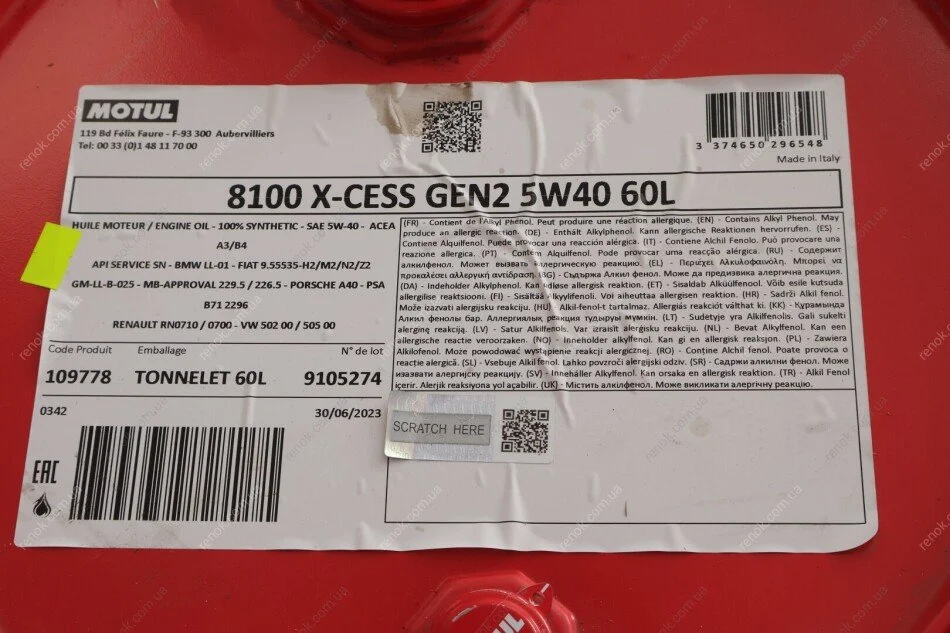 MOTUL
119 Bd Félix Faure - F-93 300 Aubervilliers
Tel: 00 33 (0)1 48 11 70 00
3 374650 296548
Made in Italy
8100 X-CESS GEN2 5W40 60L
HUILE MOTEUR / ENGINE OIL - 100% SYNTHETIC - SAE 5W-40 - ACEA
A3/B4
API SERVICE SN - BMW LL-01 - FIAT 9.55535-H2/M2/N2/Z2
GM-LL-B-025 - MB-APPROVAL 229.5 / 226.5 - PORSCHE A40 - PSA
B71 2296
RENAULT RN0710 / 0700 - VW 502 00 / 505 00
Code Produit Emballage N° de lot
109778 TONNELET 60L 9105274
0342 30/06/2023
EAC
(FR) - Contient de l'Alkyl Phenol. Peut produire une réaction allergique. (EN) - Contains Alkyl Phenol. May
produce an allergic reaction. (DE) - Enthält Alkylphenol. Kann allergische Reaktionen hervorrufen. (ES) -
Contiene Alquilfenol. Puede provocar una reacción alérgica. (IT) - Contiene Alchil Fenolo. Può provocare una
reazione allergica. (PT) - Contém Alquilfenol. Pode provocar uma reacção alérgica. (RU) - Содержит
алкилфенол. Может вызвать аллергическую реакцию. (EL) - Περιέχει Αλκυλοφαινόλη. Μπορεί να
προκαλέσει αλλεργική αντίδραση. (BG) - Съдържа Алкил фенол. Може да предизвика алергична реакция.
(DA) - Indeholder Alkylphenol. Kan udløse allergisk reaktion. (ET) - Sisaldab Alküülfenool. Võib esile kutsuda
allergilise reaktsiooni. (FI) - Sisältää Alkyylifenoli. Voi aiheuttaa allergisen reaktion. (HR) - Sadrži Alkil fenol.
Može izazvati alergijsku reakciju. (HU) - Alkil-fenol-t tartalmaz. Allergiás reakciót válthat ki. (KK) - Құрамында
Алкил фенолы бар. Аллергиялық реакция тудыруы мүмкін. (LT) - Sudėtyje yra Alkilfenolis. Gali sukelti
alerginę reakciją. (LV) - Satur Alkilfenols. Var izraisīt alerģisku reakciju. (NL) - Bevat Alkylfenol. Kan een
allergische reactie veroorzaken. (NO) - Inneholder alkylfenol. Kan gi en allergisk reaksjon. (PL) - Zawiera
Alkilofenol. Może powodować wystąpienie reakcji alergicznej. (RO) - Conține Alchil fenol. Poate provoca o
reacție alergică. (SL) - Vsebuje Alkil fenol. Lahko povzroči alergijski odziv. (SR) - Садржи алкилни фенол. Може
изазвати алергијску реакцију. (SV) - Innehåller Alkylfenol. Kan orsaka en allergisk reaktion. (TR) - Alkil Fenol
içerir. Alerjik reaksiyona yol açabilir. (UK) - Містить алкілфенол. Може викликати алергічну реакцію.
SCRATCH HERE
MOTUL
renok.com.ua